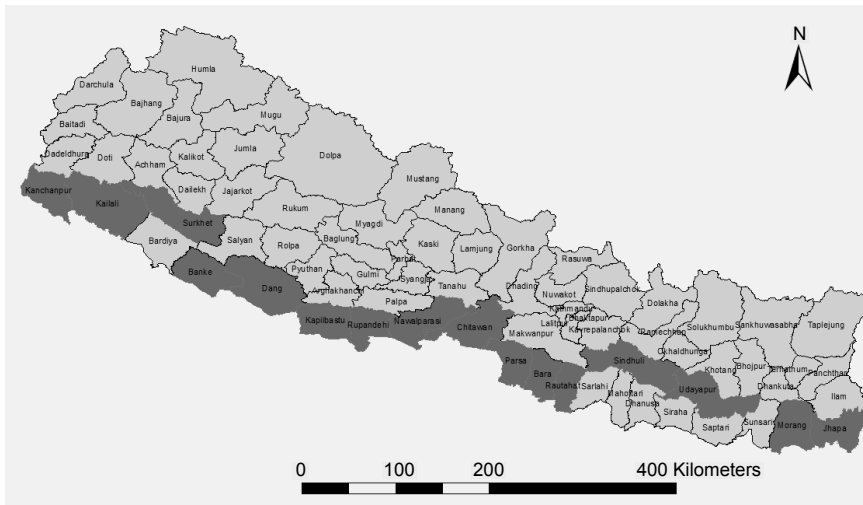 N
Humla
Darchula
Bajhang
Bajura
Mugu
Baitadi
Dadeldhura
Doti
Achham
Kalikot
Jumla
Dolpa
Mustang
Dailekh
Jajarkot
Kanchanpur
Kailali
Surkhet
Rukum
Manang
Myagdi
Bardiya
Salyan
Rolpa
Baglung
Parbat
Kaski
Lamjung
Gorkha
Rasuwa
Banke
Dang
Pyuthan
Gulmi
Syangja
Tanahu
Dhading
Nuwakot
Sindhupalchok
Dolakha
Arghakhanchi
Palpa
Kathmandu
Bhaktapur
Lalitpur
Kavrepalanchok
Ramechhap
Solukhumbu
Sankhuwasabha
Taplejung
Kapilbastu
Rupandehi
Nawalparasi
Chitawan
Makwanpur
Okhaldhunga
Sindhuli
Khotang
Bhojpur
Terhathum
Panchthar
Parsa
Bara
Rautahat
Sarlahi
Mahottari
Dhanusa
Siraha
Udayapur
Dhankuta
Ilam
Saptari
Sunsari
Morang
Jhapa
0 100 200 400 Kilometers